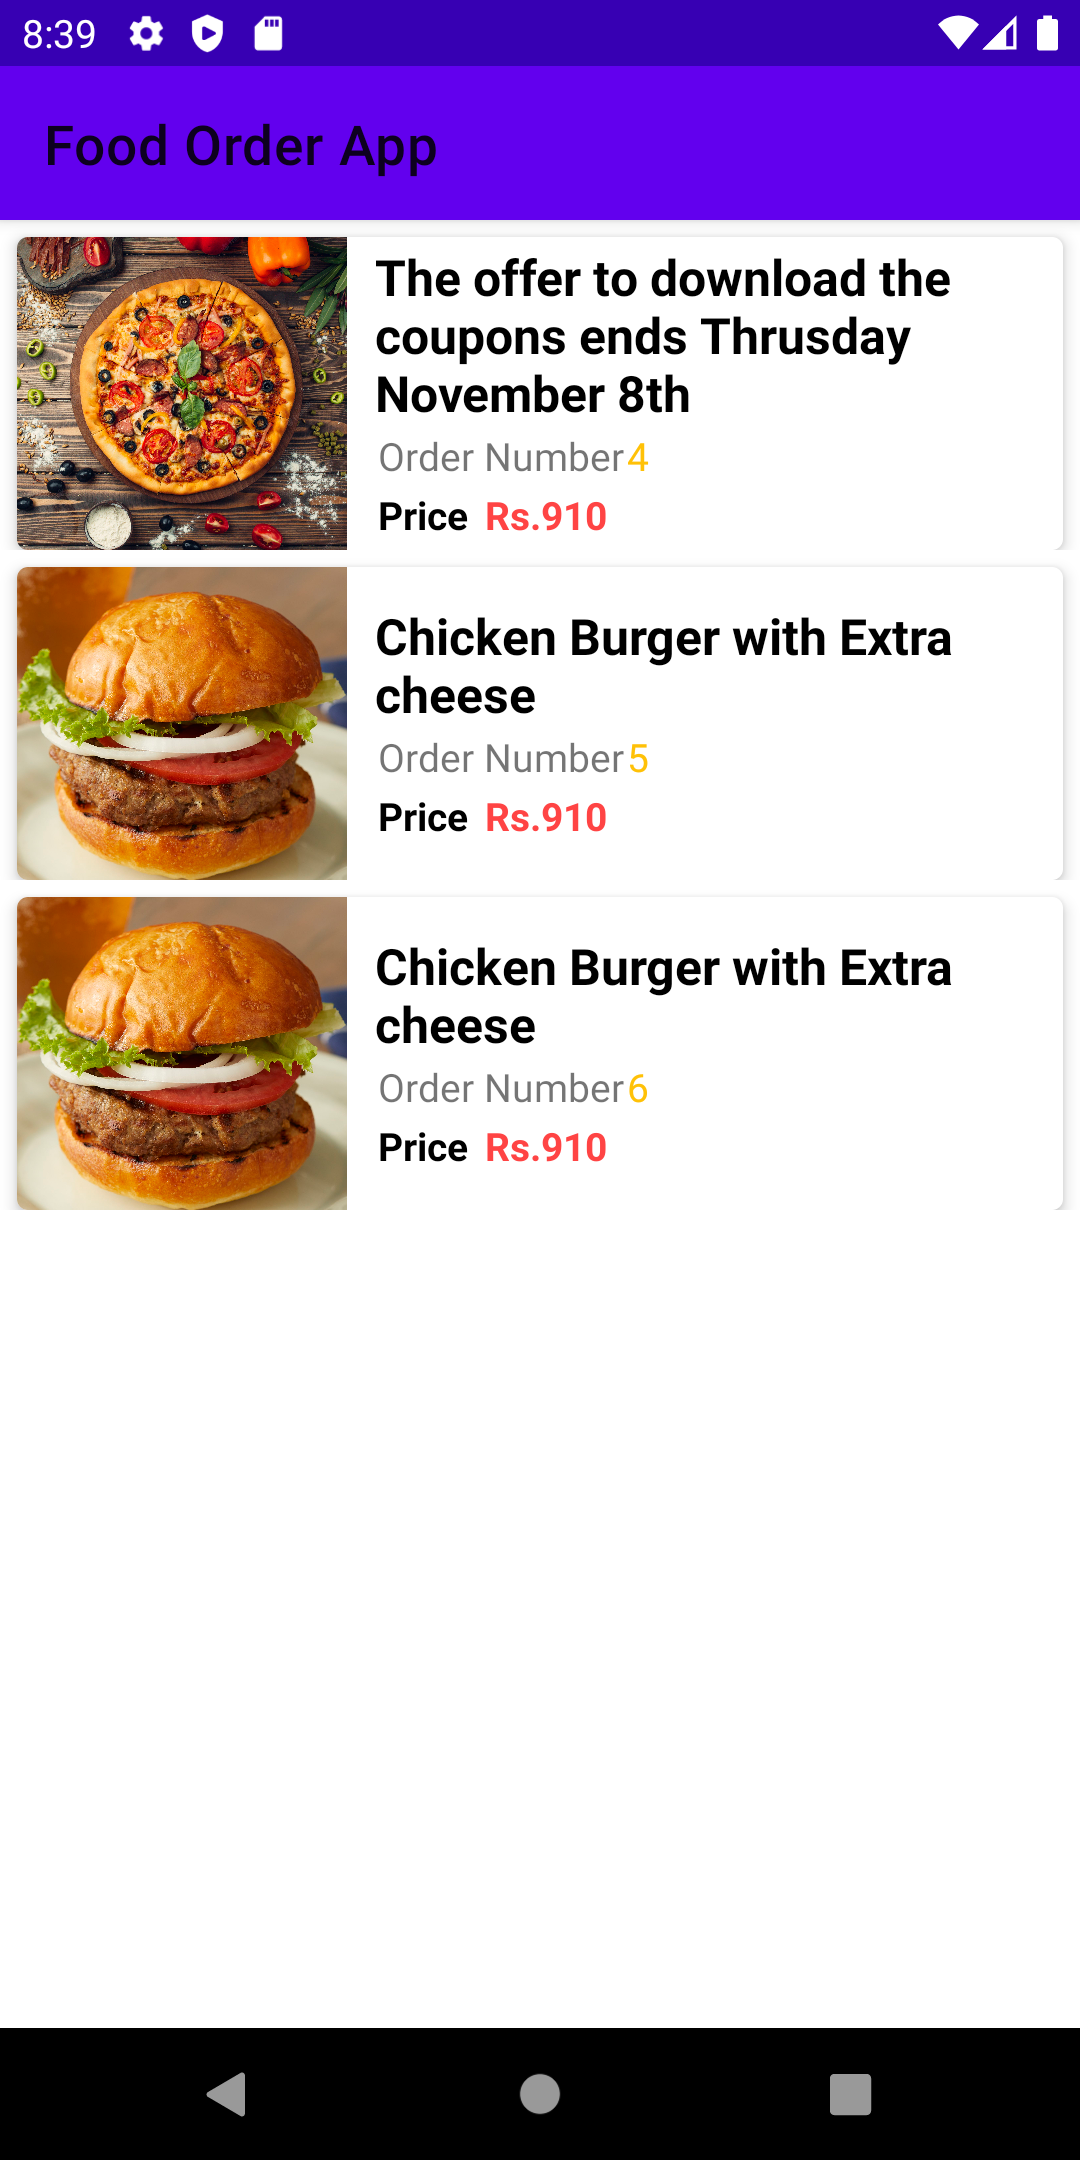 8:39
Food Order App
The offer to download the
coupons ends Thrusday
November 8th
Order Number4
Price Rs.910
Chicken Burger with Extra
cheese
Order Number5
Price Rs.910
Chicken Burger with Extra
cheese
Order Number6
Price Rs.910